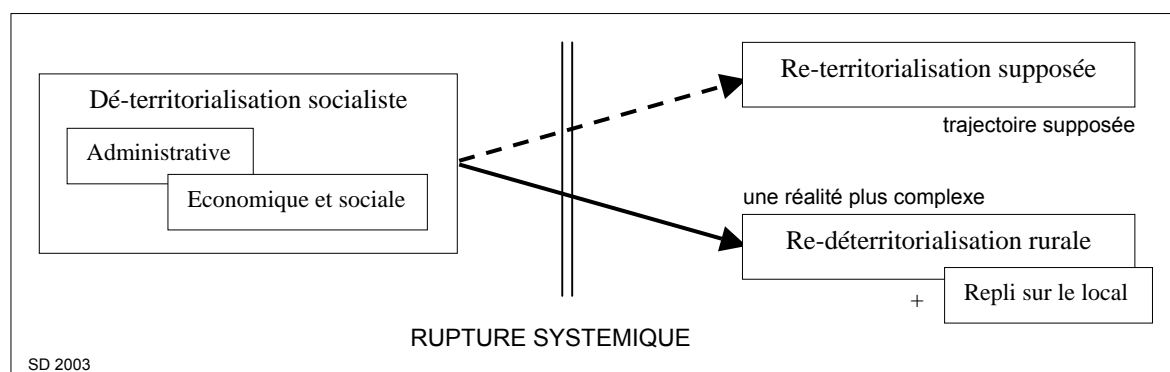 Dé-territorialisation socialiste
Administrative
Economique et sociale
Re-territorialisation supposée
trajectoire supposée
une réalité plus complexe
Re-déterritorialisation rurale
+
Repli sur le local
RUPTURE SYSTEMIQUE
SD 2003